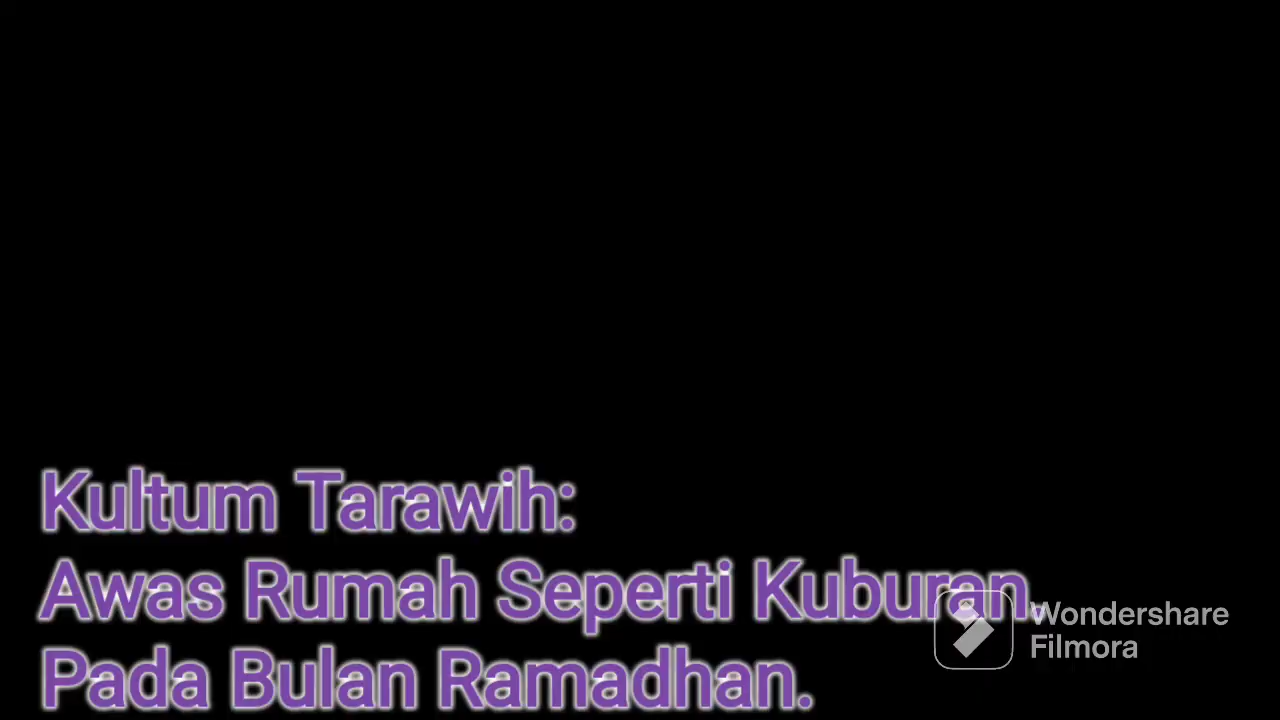 Kultum Tarawih:
Awas Rumah Seperti Kuburan.
Pada Bulan Ramadhan.
Wondershare
Filmora